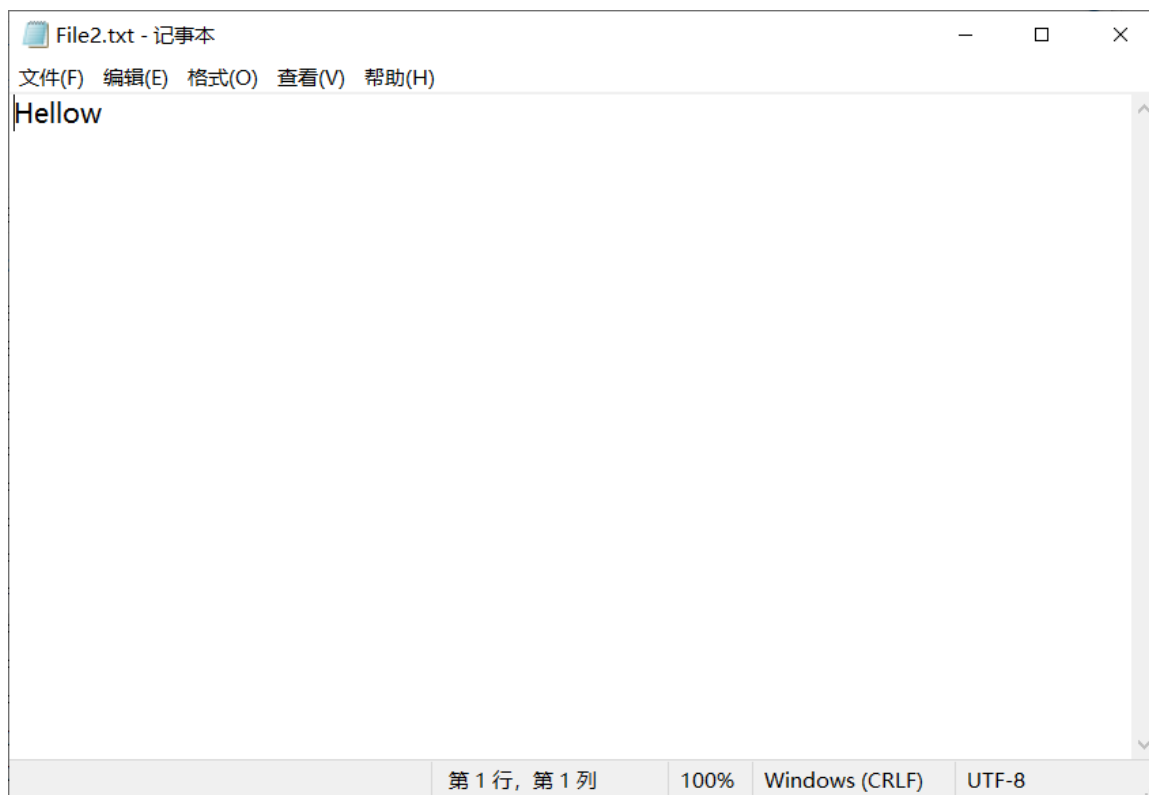 File2.txt - 记事本
文件(F) 编辑(E) 格式(O) 查看(V) 帮助(H)
Hellow
第 1 行，第 1 列 100% Windows (CRLF) UTF-8